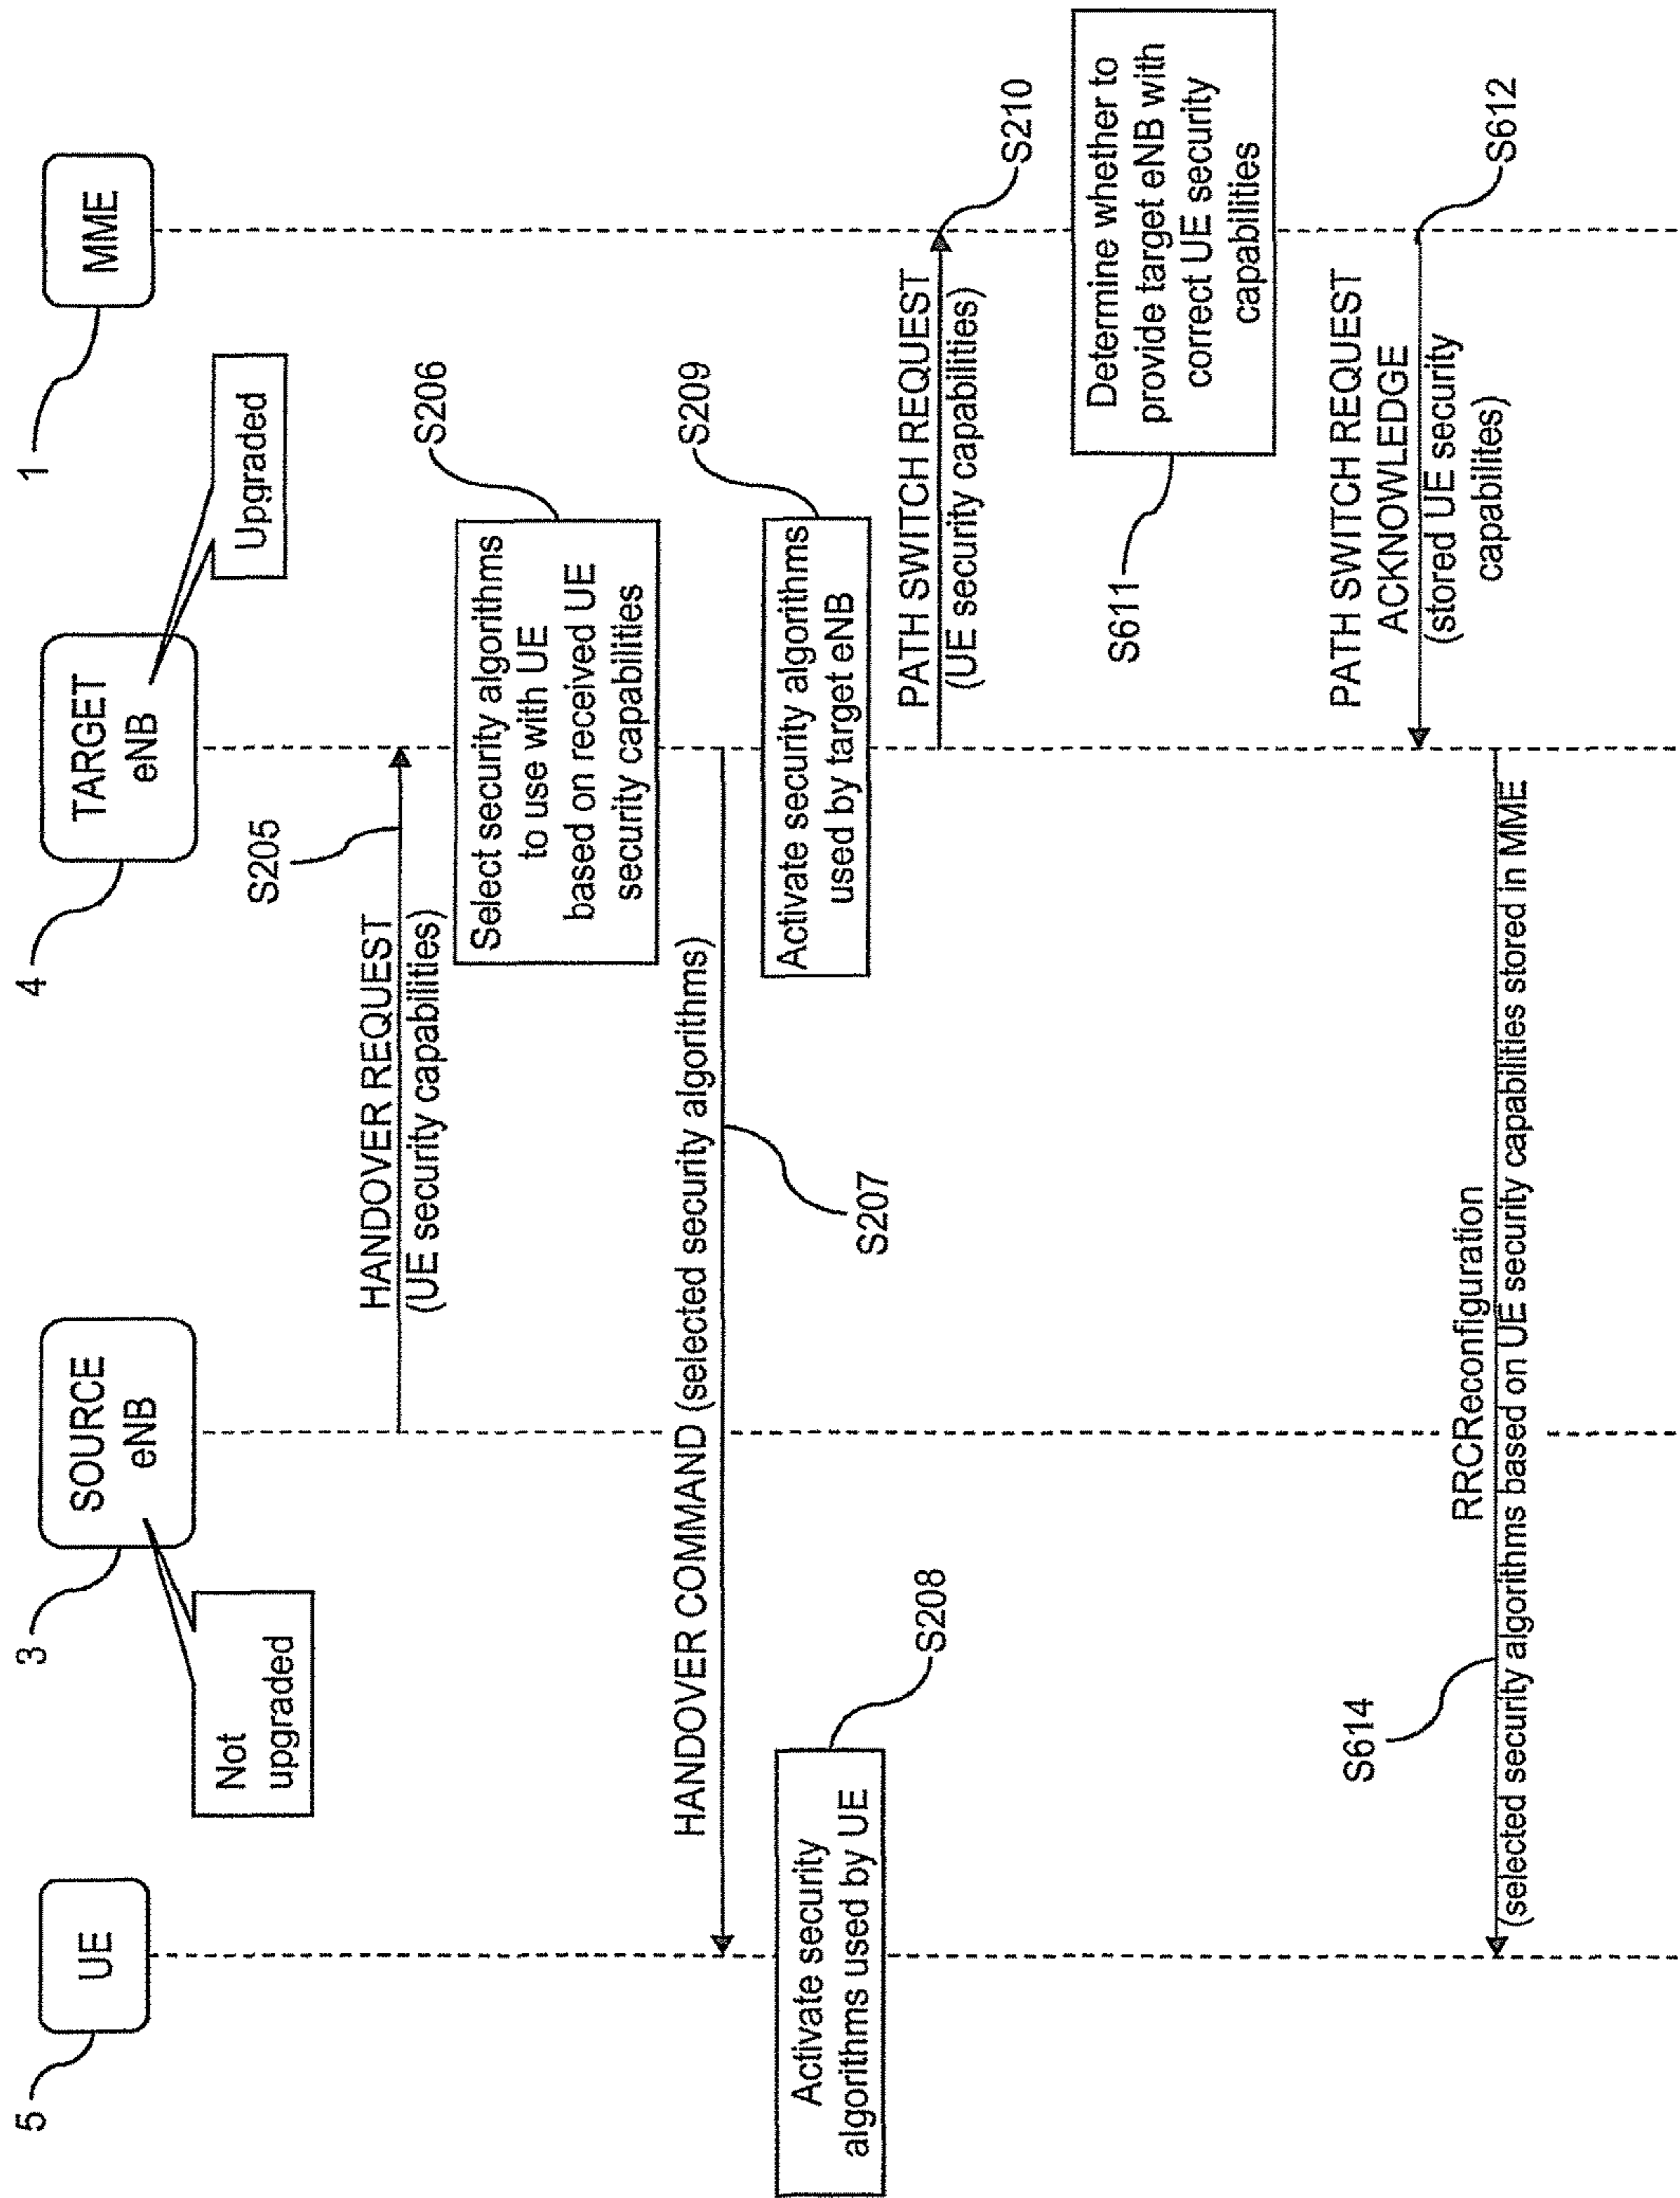 5
UE
3
SOURCE
eNB
Not
upgraded
4
TARGET
eNB
Upgraded
1
MME
HANDOVER REQUEST
(UE security capabilities)
S205
Select security algorithms
to use with UE
based on received UE
security capabilities
S206
HANDOVER COMMAND (selected security algorithms)
S207
Activate security
algorithms used by UE
S208
Activate security algorithms
used by target eNB
S209
PATH SWITCH REQUEST
(UE security capabilities)
S210
Determine whether to
provide target eNB with
correct UE security
capabilities
S611
PATH SWITCH REQUEST
ACKNOWLEDGE
(stored UE security
capabilites)
S612
RRCReconfiguration
(selected security algorithms based on UE security capabilities stored in MME
S614